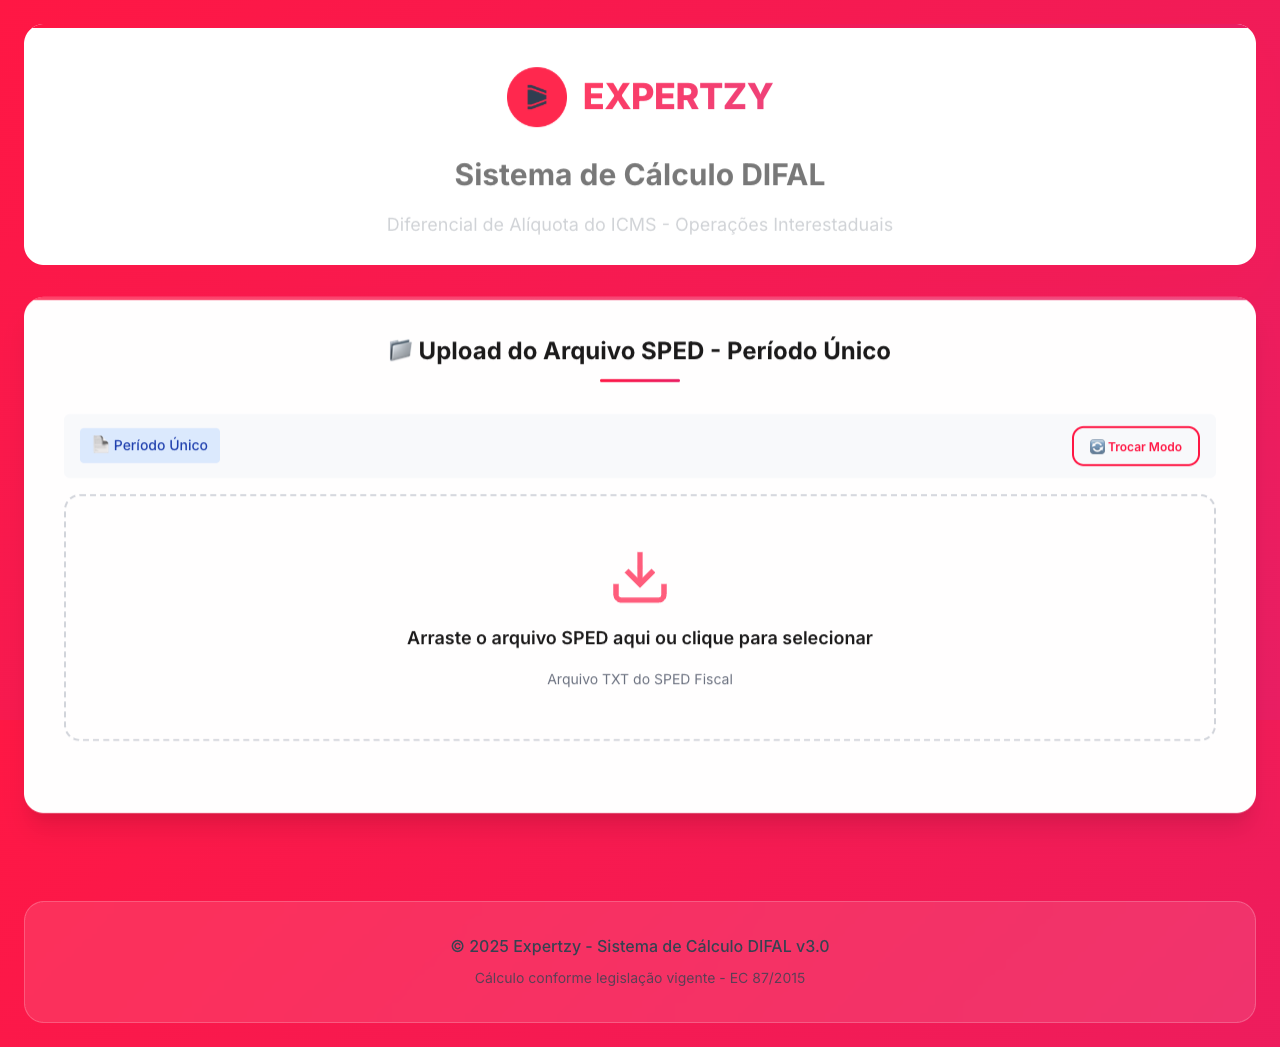 EXPERTZY
Sistema de Cálculo DIFAL
Diferencial de Alíquota do ICMS - Operações Interestaduais
Upload do Arquivo SPED - Período Único
Período Único
Trocar Modo
Arraste o arquivo SPED aqui ou clique para selecionar
Arquivo TXT do SPED Fiscal
© 2025 Expertzy - Sistema de Cálculo DIFAL v3.0
Cálculo conforme legislação vigente - EC 87/2015